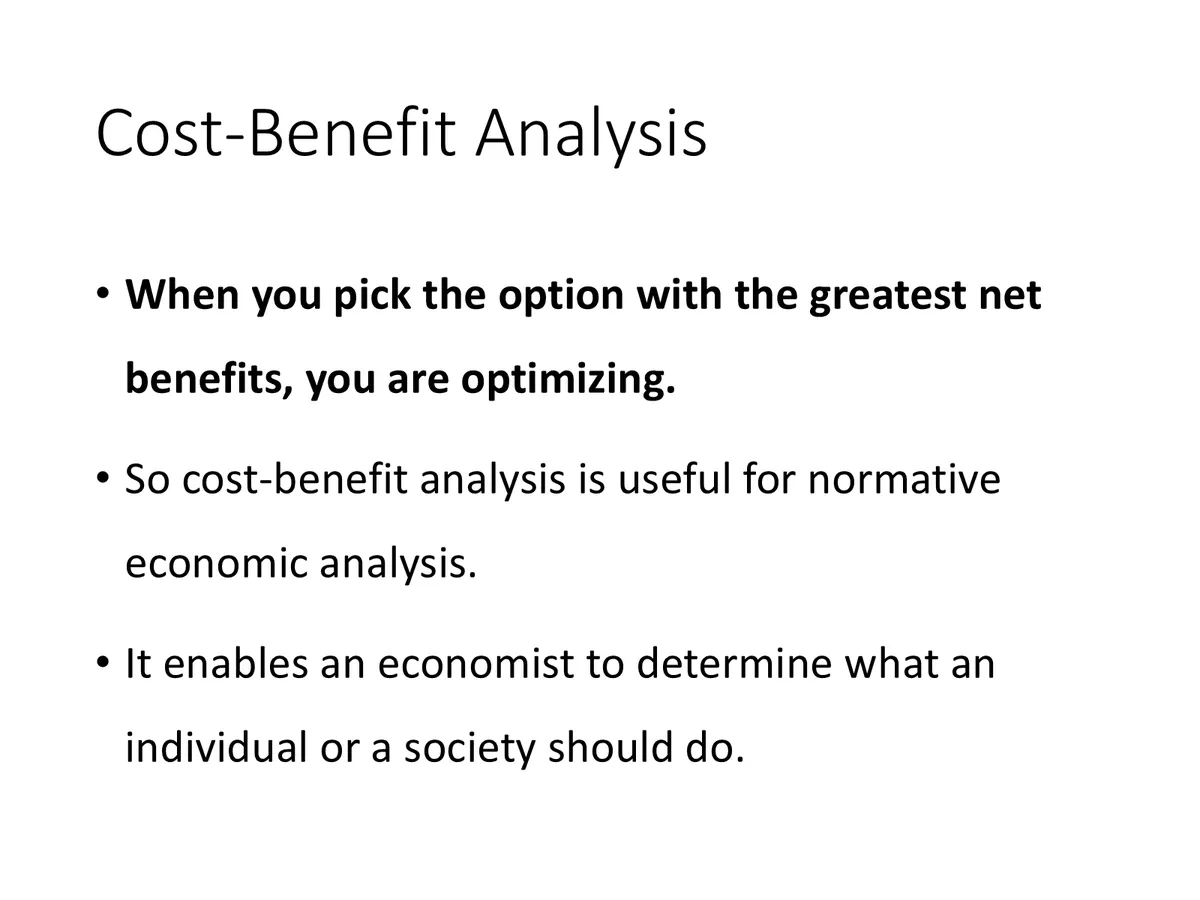 Cost-Benefit Analysis
• When you pick the option with the greatest net
benefits, you are optimizing.
• So cost-benefit analysis is useful for normative
economic analysis.
• It enables an economist to determine what an
individual or a society should do.